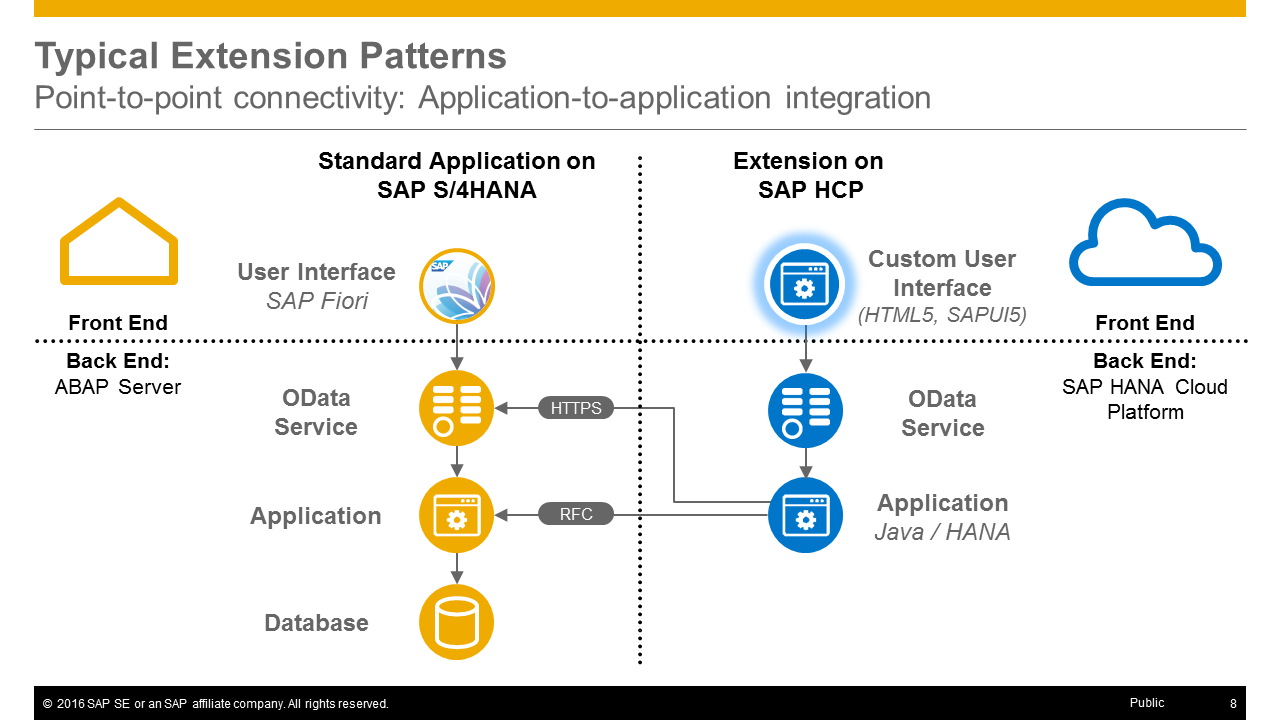 Typical Extension Patterns
Point-to-point connectivity: Application-to-application integration
Standard Application on
SAP S/4HANA
Extension on
SAP HCP
User Interface
SAP Fiori
SAP
Custom User
Interface
(HTML5, SAPUI5)
Front End
Front End
Back End:
ABAP Server
Back End:
SAP HANA Cloud
Platform
OData
Service
HTTPS
OData
Service
Application
RFC
Application
Java / HANA
Database
© 2016 SAP SE or an SAP affiliate company. All rights reserved.
Public
8